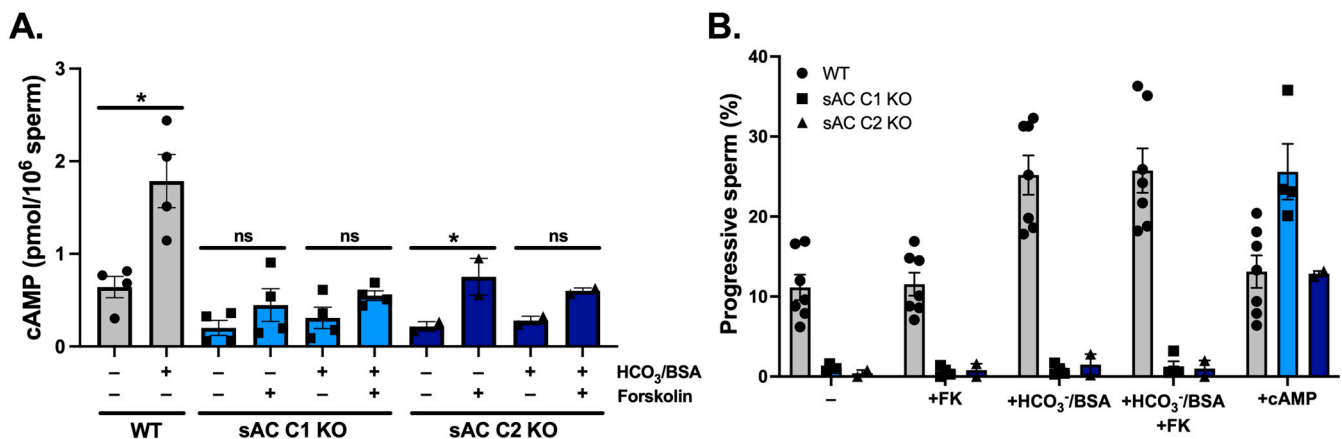 A.
cAMP (pmol/10⁶ sperm)
3
2
1
0
*
ns
ns
*
ns
– + – – + + – – + + HCO₃/BSA
– – – + – + – + – + Forskolin
WT
sAC C1 KO
sAC C2 KO
B.
Progressive sperm (%)
40
30
20
10
0
WT
sAC C1 KO
sAC C2 KO
–
+FK
+HCO₃⁻/BSA
+HCO₃⁻/BSA
+FK
+cAMP